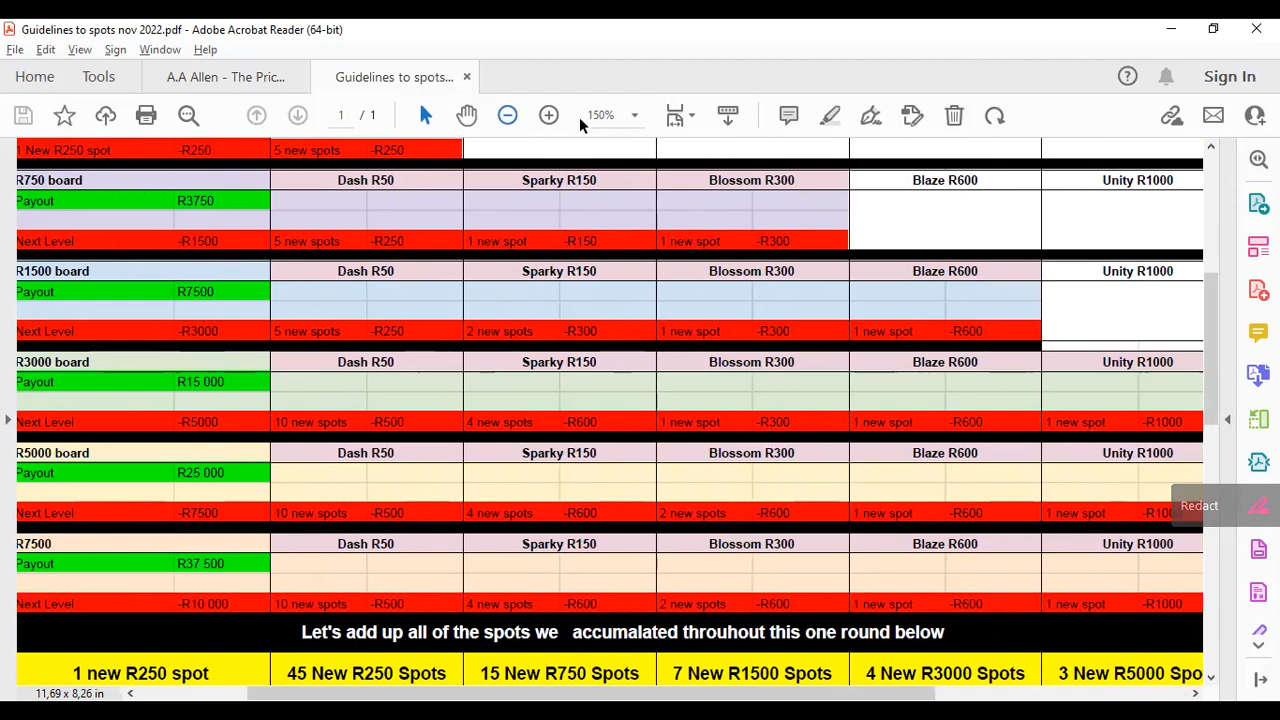 Guidelines to spots nov 2022.pdf - Adobe Acrobat Reader (64-bit)
File Edit View Sign Window Help
Home Tools A.A Allen - The Pric... Guidelines to spots... ×
1 / 1 150% Sign In
1 New R250 spot -R250 5 new spots -R250
R750 board Dash R50 Sparky R150 Blossom R300 Blaze R600 Unity R1000
Payout R3750
Next Level -R1500 5 new spots -R250 1 new spot -R150 1 new spot -R300
R1500 board Dash R50 Sparky R150 Blossom R300 Blaze R600 Unity R1000
Payout R7500
Next Level -R3000 5 new spots -R250 2 new spots -R300 1 new spot -R300 1 new spot -R600
R3000 board Dash R50 Sparky R150 Blossom R300 Blaze R600 Unity R1000
Payout R15 000
Next Level -R5000 10 new spots -R500 4 new spots -R600 1 new spot -R300 1 new spot -R600 1 new spot -R1000
R5000 board Dash R50 Sparky R150 Blossom R300 Blaze R600 Unity R1000
Payout R25 000
Next Level -R7500 10 new spots -R500 4 new spots -R600 2 new spots -R600 1 new spot -R600 1 new spot
Redact
R7500 Dash R50 Sparky R150 Blossom R300 Blaze R600 Unity R1000
Payout R37 500
Next Level -R10 000 10 new spots -R500 4 new spots -R600 2 new spots -R600 1 new spot -R600 1 new spot -R1000
Let's add up all of the spots we accumalated throuhout this one round below
1 new R250 spot 45 New R250 Spots 15 New R750 Spots 7 New R1500 Spots 4 New R3000 Spots 3 New R5000 Spo
11,69 x 8,26 in